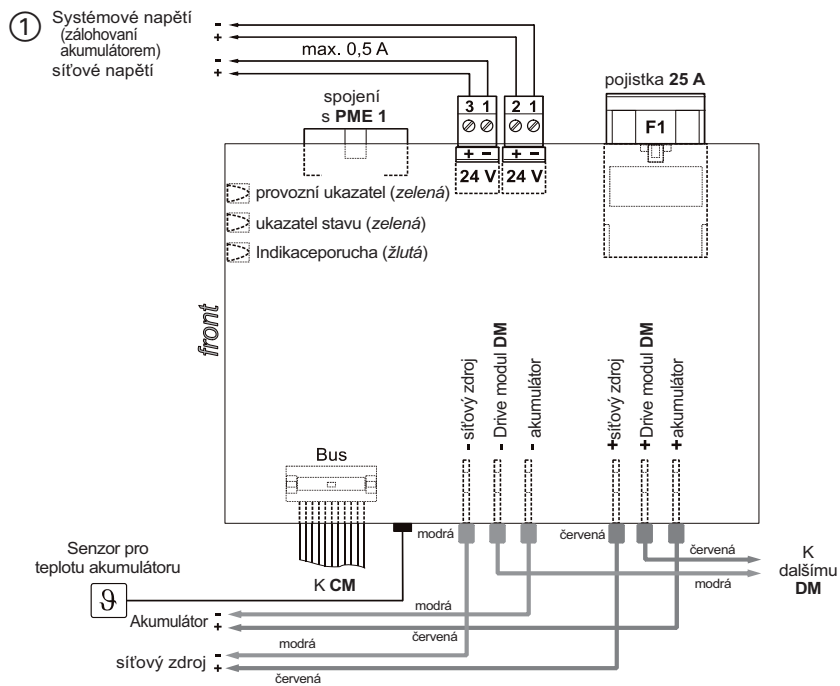 1
Systémové napětí
(zálohovaní
akumulátorem)
-
+
síťové napětí
-
+
max. 0,5 A
spojení
s PME 1
3 1
2 1
+ -
+ -
24 V
24 V
pojistka 25 A
F1
provozní ukazatel (zelená)
ukazatel stavu (zelená)
Indikaceporucha (žlutá)
front
- síťový zdroj
- Drive modul DM
- akumulátor
+síťový zdroj
+Drive modul DM
+akumulátor
Bus
modrá
červená
Senzor pro
teplotu akumulátoru
ϑ
K CM
červená
modrá
K
dalšímu
DM
Akumulátor
-
+
modrá
červená
síťový zdroj
-
+
modrá
červená